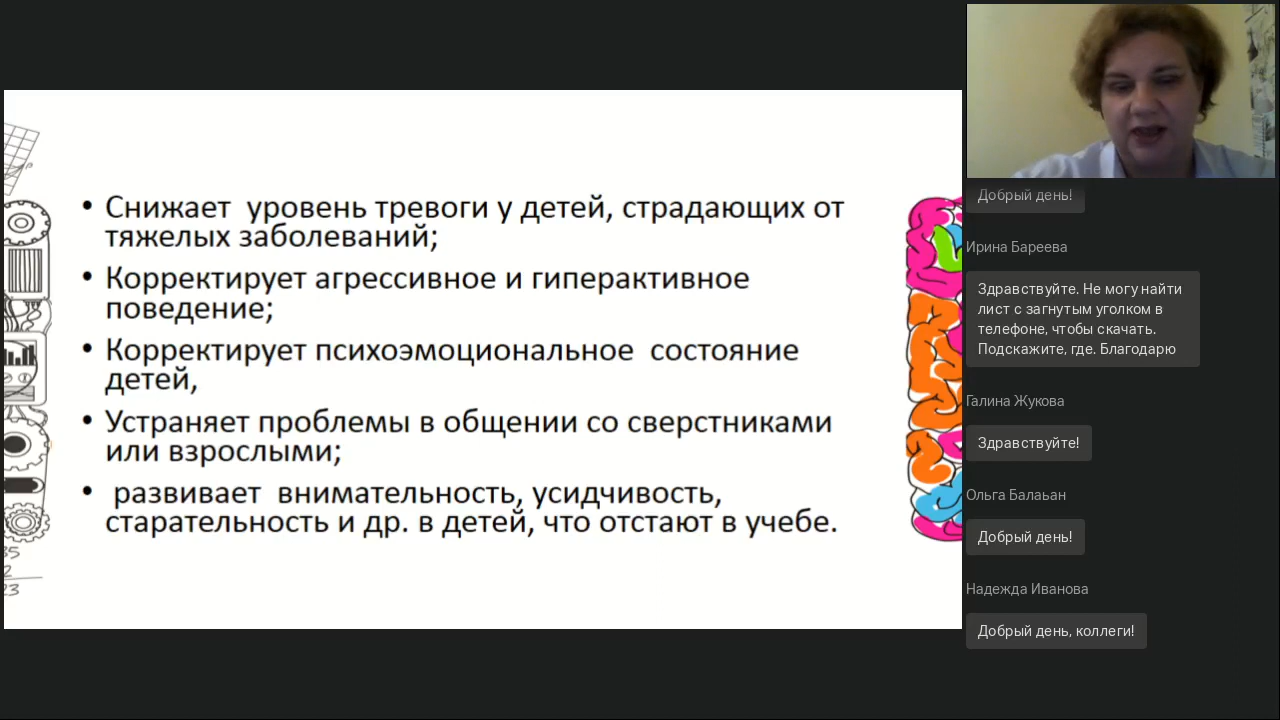 • Снижает  уровень тревоги у детей, страдающих от
тяжелых заболеваний;
• Корректирует агрессивное и гиперактивное
поведение;
• Корректирует психоэмоциональное  состояние
детей,
• Устраняет проблемы в общении со сверстниками
или взрослыми;
•  развивает  внимательность, усидчивость,
старательность и др. в детей, что отстают в учебе.
Добрый день!
Ирина Бареева
Здравствуйте. Не могу найти
лист с загнутым уголком в
телефоне, чтобы скачать.
Подскажите, где. Благодарю
Галина Жукова
Здравствуйте!
Ольга Балаьан
Добрый день!
Надежда Иванова
Добрый день, коллеги!